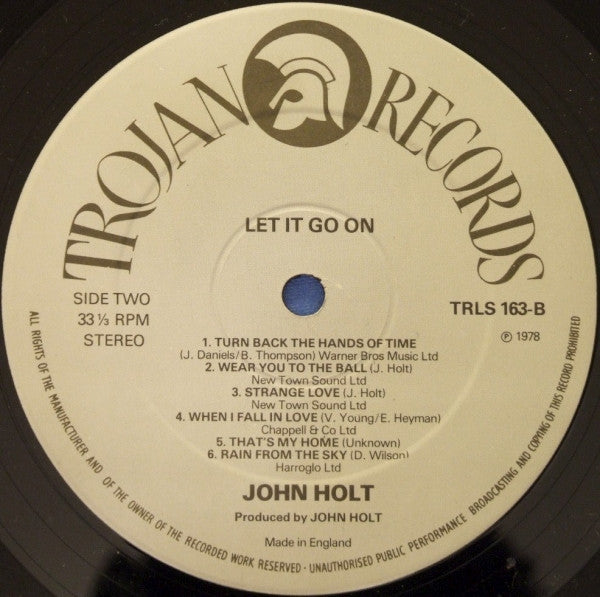 TROJAN RECORDS
LET IT GO ON
SIDE TWO
33 ⅓ RPM
STEREO
TRLS 163-B
℗ 1978
1. TURN BACK THE HANDS OF TIME
(J. Daniels/B. Thompson) Warner Bros Music Ltd
2. WEAR YOU TO THE BALL (J. Holt)
New Town Sound Ltd
3. STRANGE LOVE (J. Holt)
New Town Sound Ltd
4. WHEN I FALL IN LOVE (V. Young/E. Heyman)
Chappell & Co Ltd
5. THAT'S MY HOME (Unknown)
6. RAIN FROM THE SKY (D. Wilson)
Harroglo Ltd
JOHN HOLT
Produced by JOHN HOLT
Made in England
ALL RIGHTS OF THE MANUFACTURER AND OF THE OWNER OF THE RECORDED WORK RESERVED - UNAUTHORISED PUBLIC PERFORMANCE BROADCASTING AND COPYING OF THIS RECORD PROHIBITED